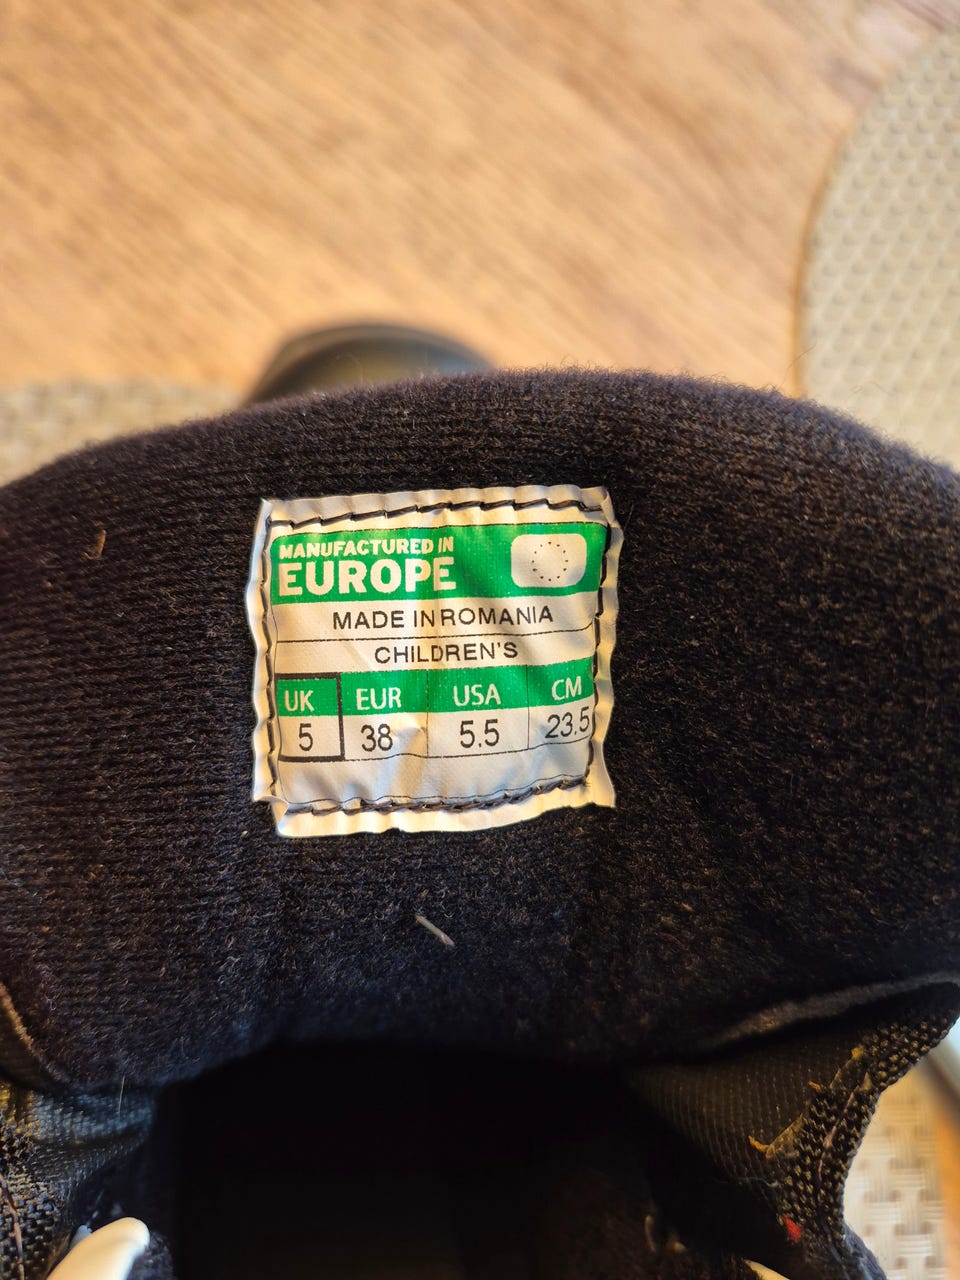 MANUFACTURED IN
EUROPE
MADE IN ROMANIA
CHILDREN'S
UK EUR USA CM
5 38 5.5 23.5